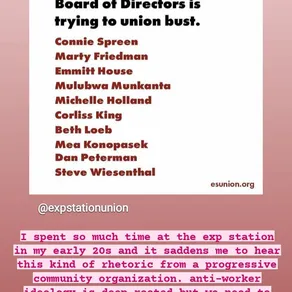 Board of Directors is
trying to union bust.
Connie Spreen
Marty Friedman
Emmitt House
Mulubwa Munkanta
Michelle Holland
Corliss King
Beth Loeb
Mea Konopasek
Dan Peterman
Steve Wiesenthal
esunion.org
@expstationunion
I spent so much time at the exp station
in my early 20s and it saddens me to hear
this kind of rhetoric from a progressive
community organization. anti-worker
ideology is deep rooted but we need to